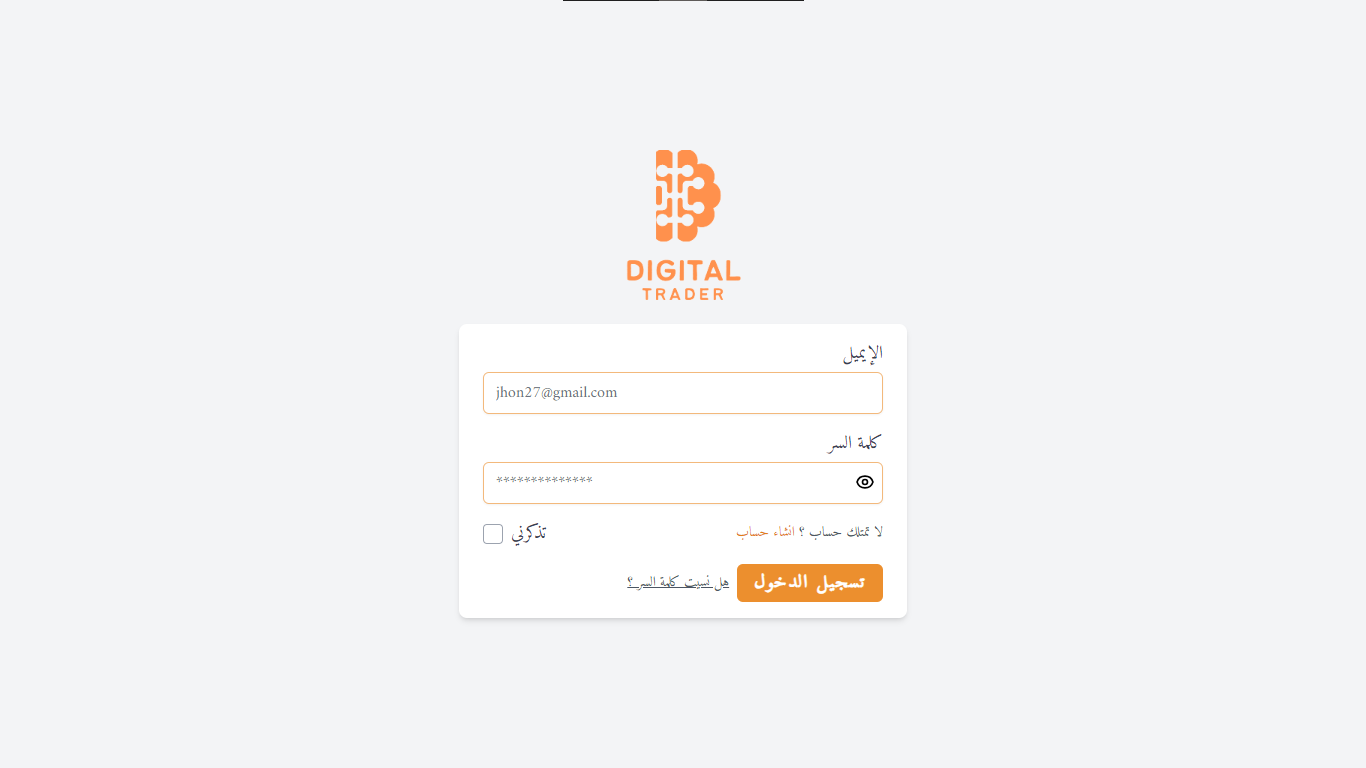 DIGITAL
TRADER
الإيميل
jhon27@gmail.com
كلمة السر
**************
لا تمتلك حساب ؟ انشاء حساب
تذكرني
تسجيل الدخول
هل نسيت كلمة السر ؟